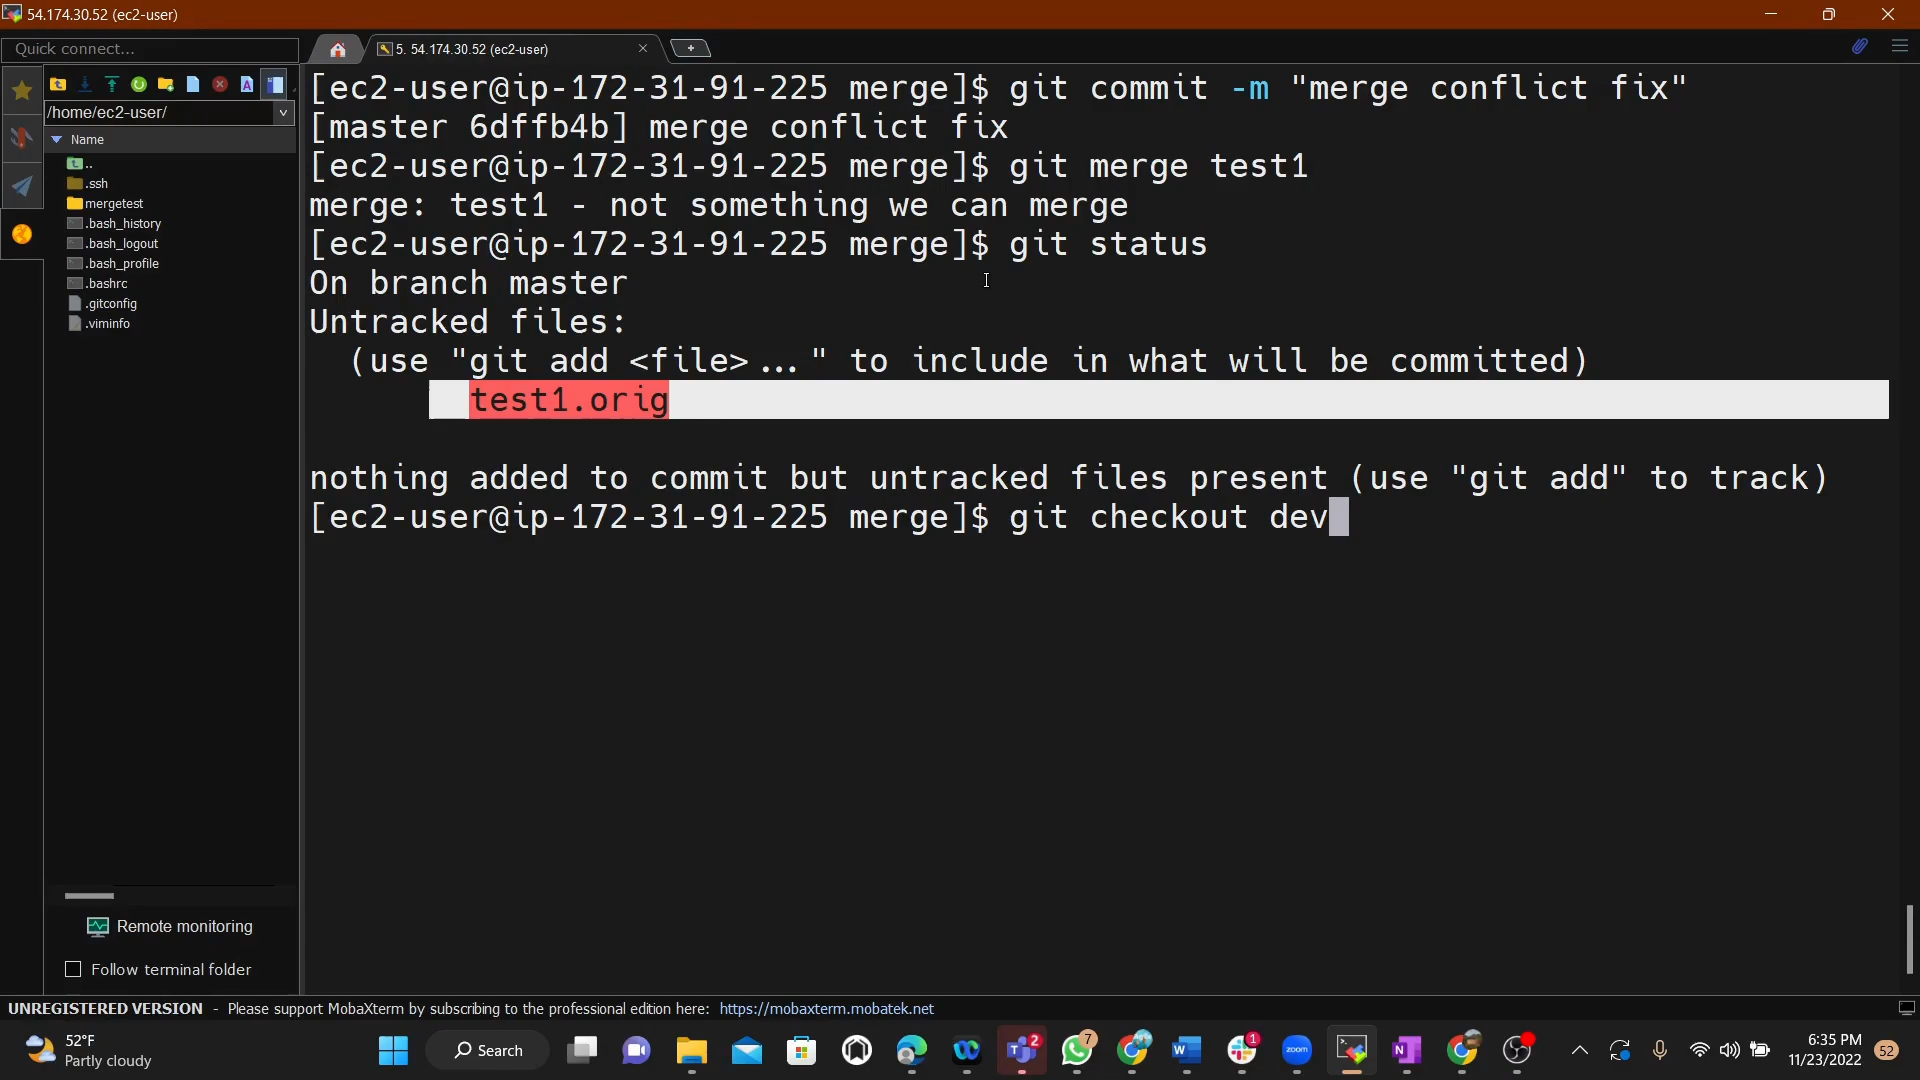 54.174.30.52 (ec2-user)
Quick connect...
5. 54.174.30.52 (ec2-user)
/home/ec2-user/
Name
..
.ssh
mergetest
.bash_history
.bash_logout
.bash_profile
.bashrc
.gitconfig
.viminfo
Remote monitoring
Follow terminal folder
[ec2-user@ip-172-31-91-225 merge]$ git commit -m "merge conflict fix"
[master 6dffb4b] merge conflict fix
[ec2-user@ip-172-31-91-225 merge]$ git merge test1
merge: test1 - not something we can merge
[ec2-user@ip-172-31-91-225 merge]$ git status
On branch master
Untracked files:
(use "git add <file>..." to include in what will be committed)
test1.orig
nothing added to commit but untracked files present (use "git add" to track)
[ec2-user@ip-172-31-91-225 merge]$ git checkout dev
UNREGISTERED VERSION - Please support MobaXterm by subscribing to the professional edition here: https://mobaxterm.mobatek.net
52°F
Partly cloudy
Search
2
7
1
zoom
6:35 PM
11/23/2022
52